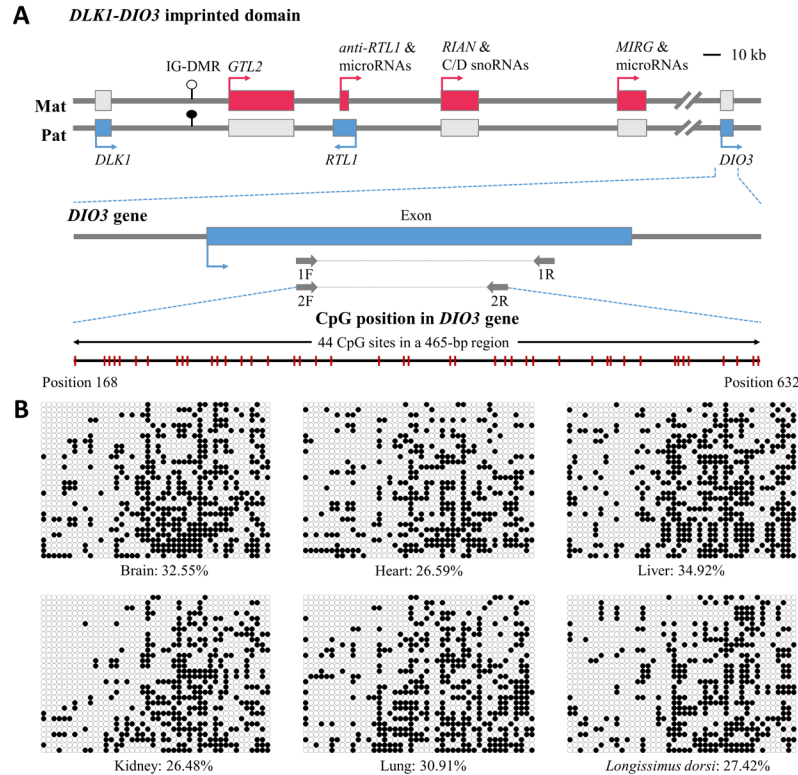 A
DLK1-DIO3 imprinted domain
IG-DMR
GTL2
anti-RTL1 &
microRNAs
RIAN &
C/D snoRNAs
MIRG &
microRNAs
10 kb
Mat
Pat
DLK1
RTL1
DIO3
DIO3 gene
Exon
1F
1R
2F
2R
CpG position in DIO3 gene
44 CpG sites in a 465-bp region
Position 168
Position 632
B
Brain: 32.55%
Heart: 26.59%
Liver: 34.92%
Kidney: 26.48%
Lung: 30.91%
Longissimus dorsi: 27.42%